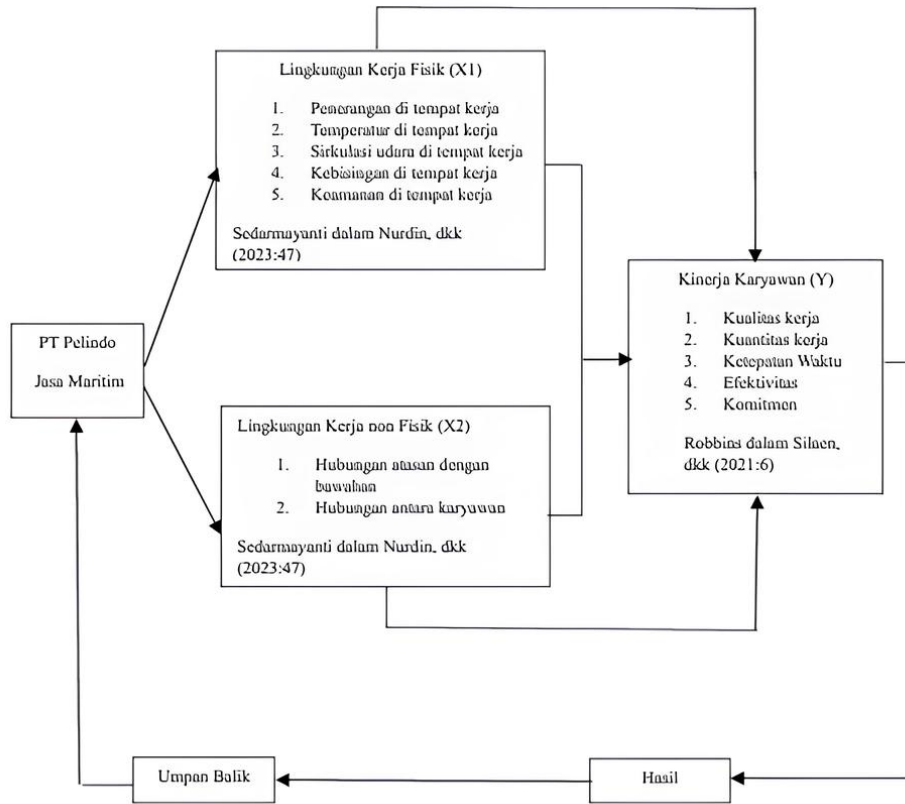 Lingkungan Kerja Fisik (X1)
1. Penerangan di tempat kerja
2. Temperatur di tempat kerja
3. Sirkulasi udara di tempat kerja
4. Kebisingan di tempat kerja
5. Keamanan di tempat kerja
Sedarmayanti dalam Nurdin, dkk
(2023:47)
PT Pelindo
Jasa Maritim
Lingkungan Kerja non Fisik (X2)
1. Hubungan atasan dengan
bawahan
2. Hubungan antara karyawan
Sedarmayanti dalam Nurdin, dkk
(2023:47)
Kinerja Karyawan (Y)
1. Kualitas kerja
2. Kuantitas kerja
3. Ketepatan Waktu
4. Efektivitas
5. Komitmen
Robbins dalam Silaen,
dkk (2021:6)
Umpan Balik
Hasil